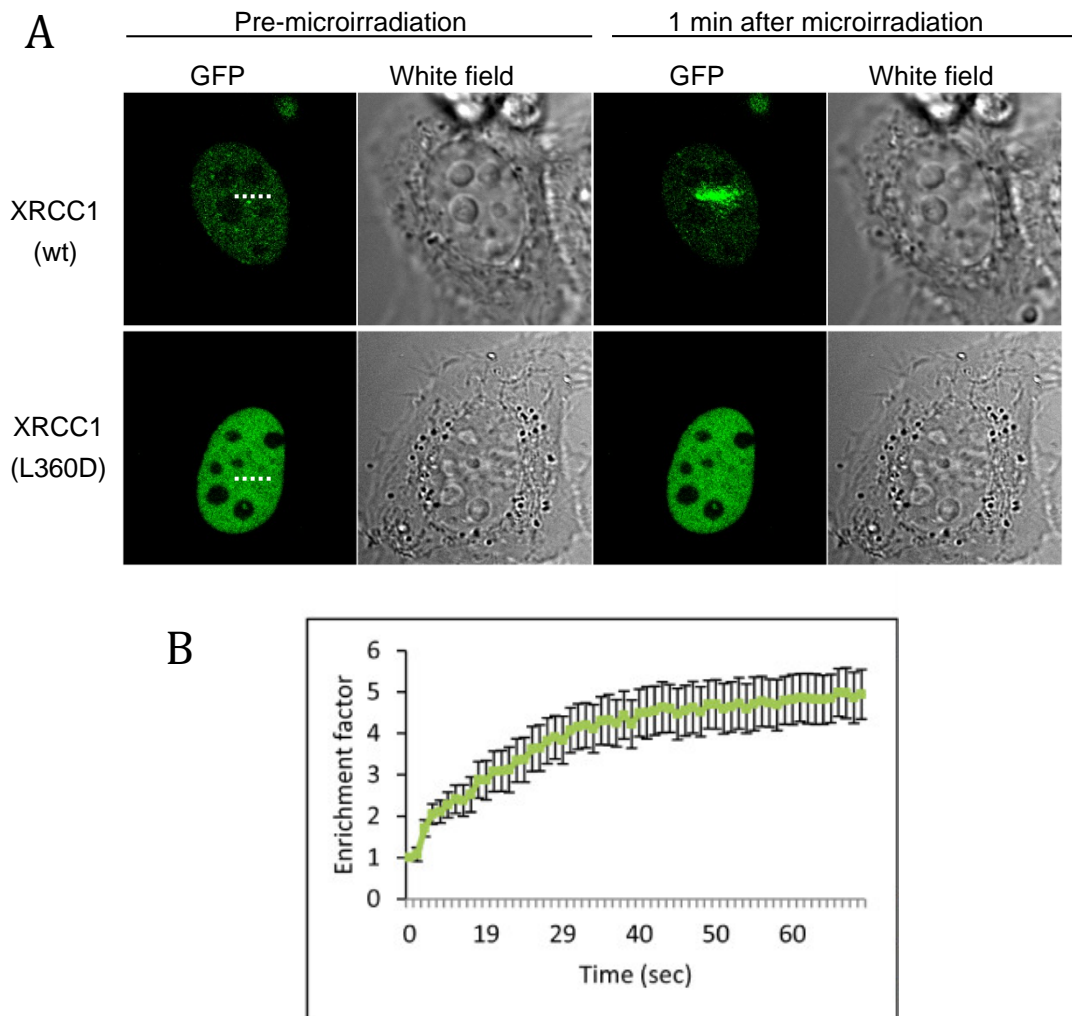 A
Pre-microirradiation
1 min after microirradiation
GFP
White field
GFP
White field
XRCC1
(wt)
XRCC1
(L360D)
B
6
5
4
3
2
1
0
Enrichment factor
0 19 29 40 50 60
Time (sec)